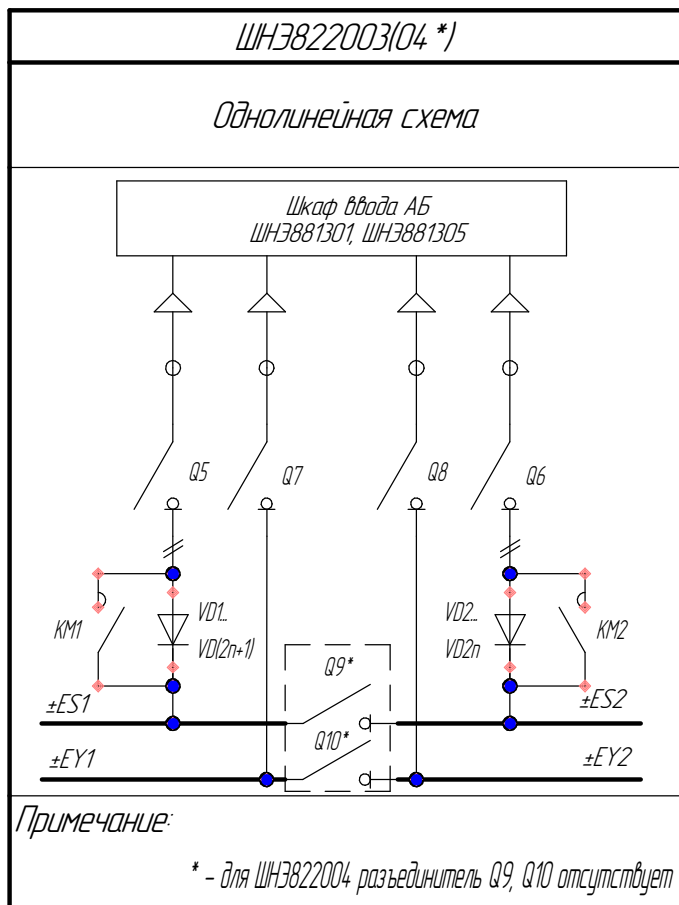 ШНЭ822003(04*)
Однолинейная схема
Шкаф ввода АБ
ШНЭ881301, ШНЭ881305
Q5
Q7
Q8
Q6
KM1
VD1...
VD(2n+1)
VD2...
VD2n
KM2
Q9*
±ES1
±ES2
Q10*
±EY1
±EY2
Примечание:
* - для ШНЭ822004 разъединитель Q9, Q10 отсутствует